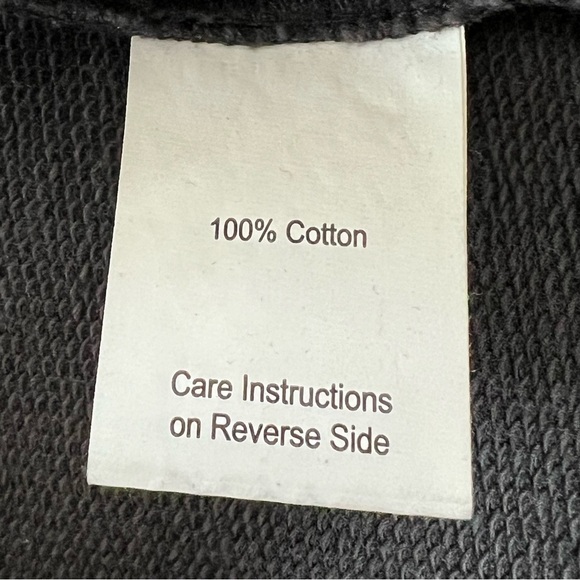 100% Cotton
Care Instructions
on Reverse Side